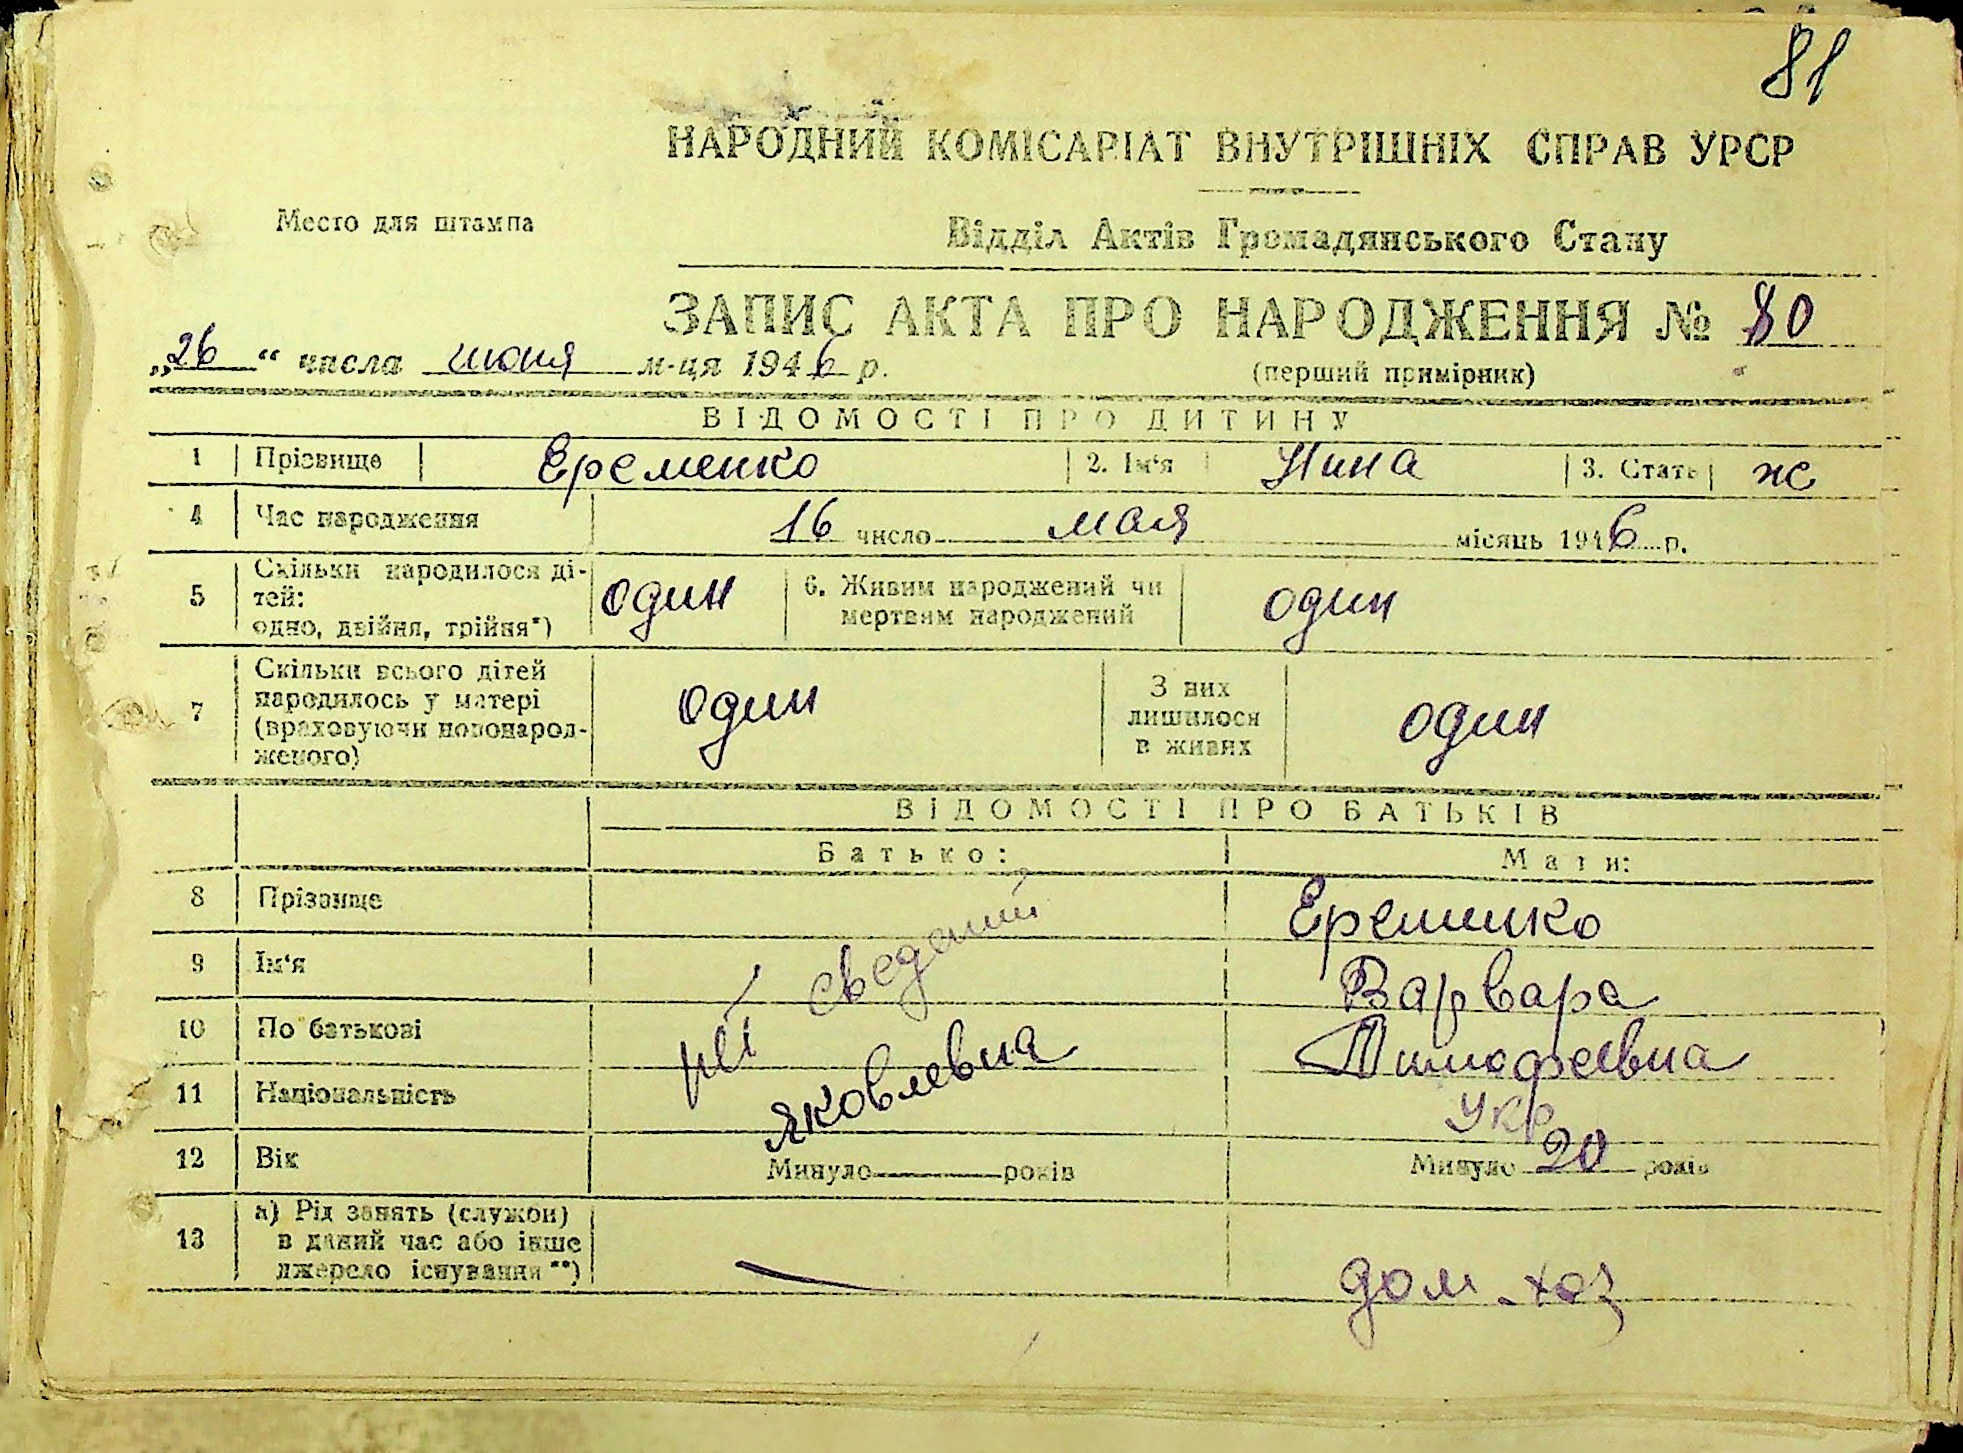 81
НАРОДНИЙ КОМІСАРІАТ ВНУТРІШНІХ СПРАВ УРСР
Место для штампа
Відділ Актів Громадянського Стану
ЗАПИС АКТА ПРО НАРОДЖЕННЯ № 80
„26“ числа июня м-ця 1946 р.
(перший примірник)
ВІДОМОСТІ ПРО ДИТИНУ
1 Прізвище Еременко 2. Ім‘я Нина 3. Стать ж
4 Час народження 16 число мая місяць 1946 р.
5 Скільки народилося ді-
тей:
одно, двійня, трійня*) один 6. Живим народжений чи
мертвим народжений один
7 Скільки всього дітей
народилось у матері
(враховуючи новонарод-
женого) один З них
лишилося
в живих один
ВІДОМОСТІ ПРО БАТЬКІВ
Батько: Мати:
8 Прізвище Еременко
9 Ім‘я сведений Варвара
10 По батькові Тимофеевна
11 Національність Яковлевна Укр
12 Вік Минуло років Минуло 20 років
13 а) Рід занять (служби)
в даний час або інше
джерело існування**) дом. хоз